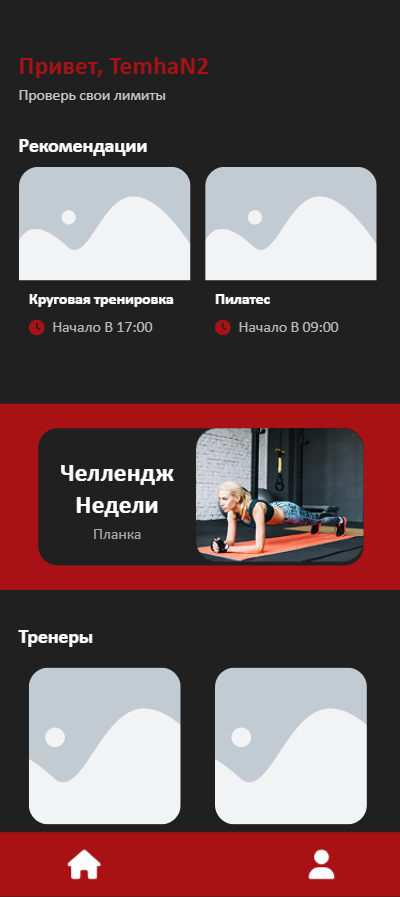 Привет, TemhaN2
Проверь свои лимиты
Рекомендации
Круговая тренировка
Начало В 17:00
Пилатес
Начало В 09:00
Челлендж
Недели
Планка
Тренеры